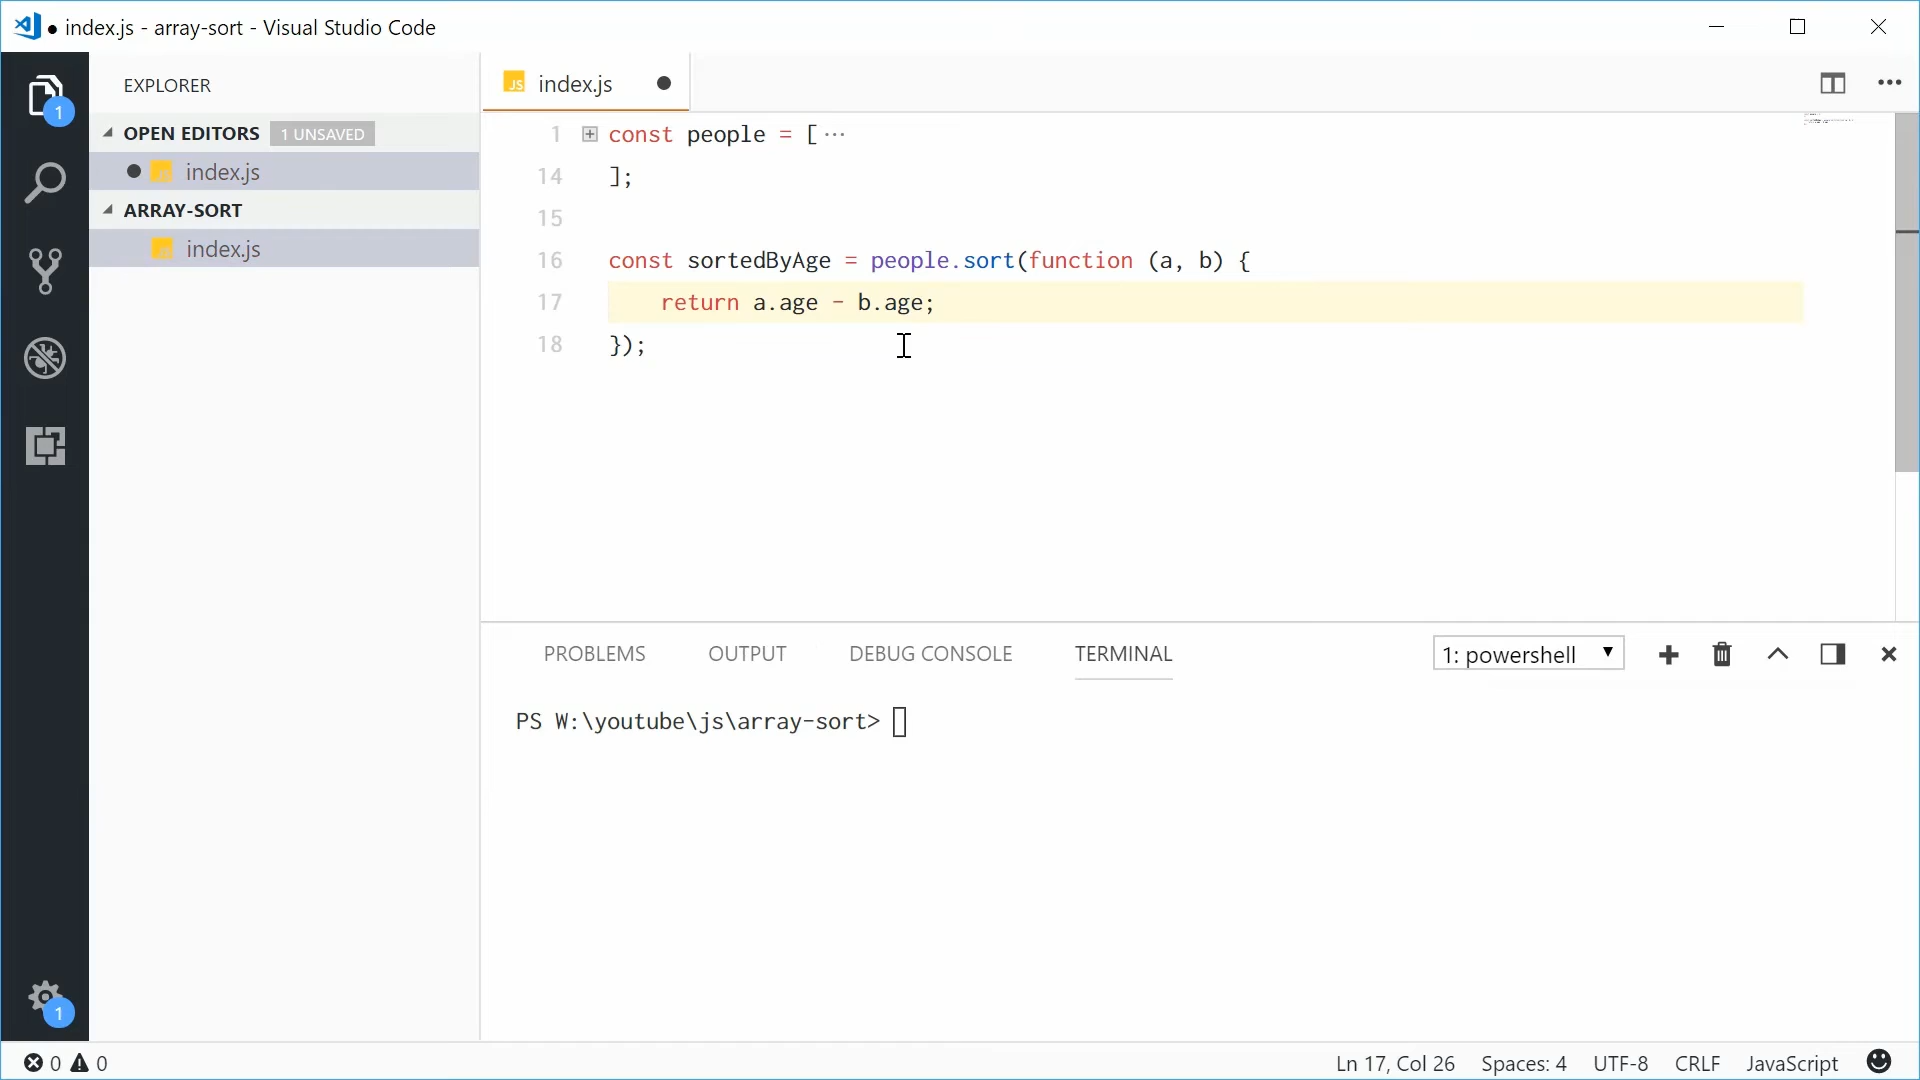 ● index.js - array-sort - Visual Studio Code
EXPLORER
OPEN EDITORS 1 UNSAVED
index.js
ARRAY-SORT
index.js
1
1
JS index.js
1 const people = [ ···
14 ];
15
16 const sortedByAge = people.sort(function (a, b) {
17 return a.age - b.age;
18 });
PROBLEMS OUTPUT DEBUG CONSOLE TERMINAL 1: powershell
PS W:\youtube\js\array-sort>
0 0 Ln 17, Col 26 Spaces: 4 UTF-8 CRLF JavaScript